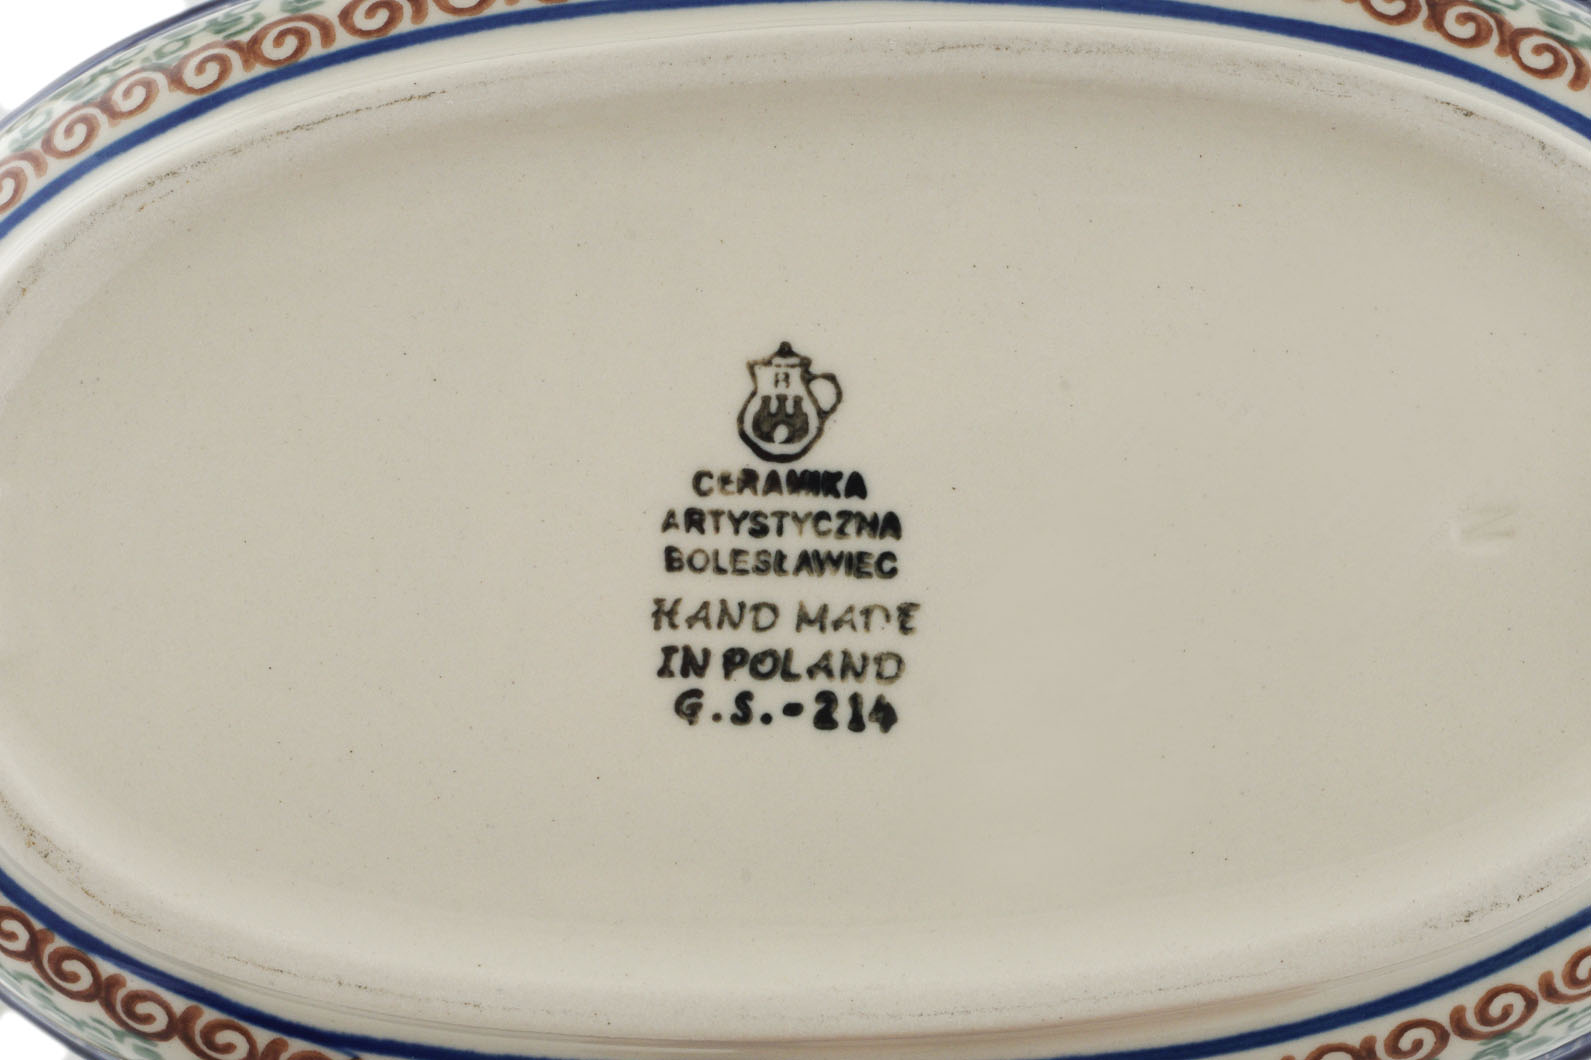 B
CERAMIKA
ARTYSTYCZNA
BOLESŁAWIEC
HAND MADE
IN POLAND
G.S.-214
N